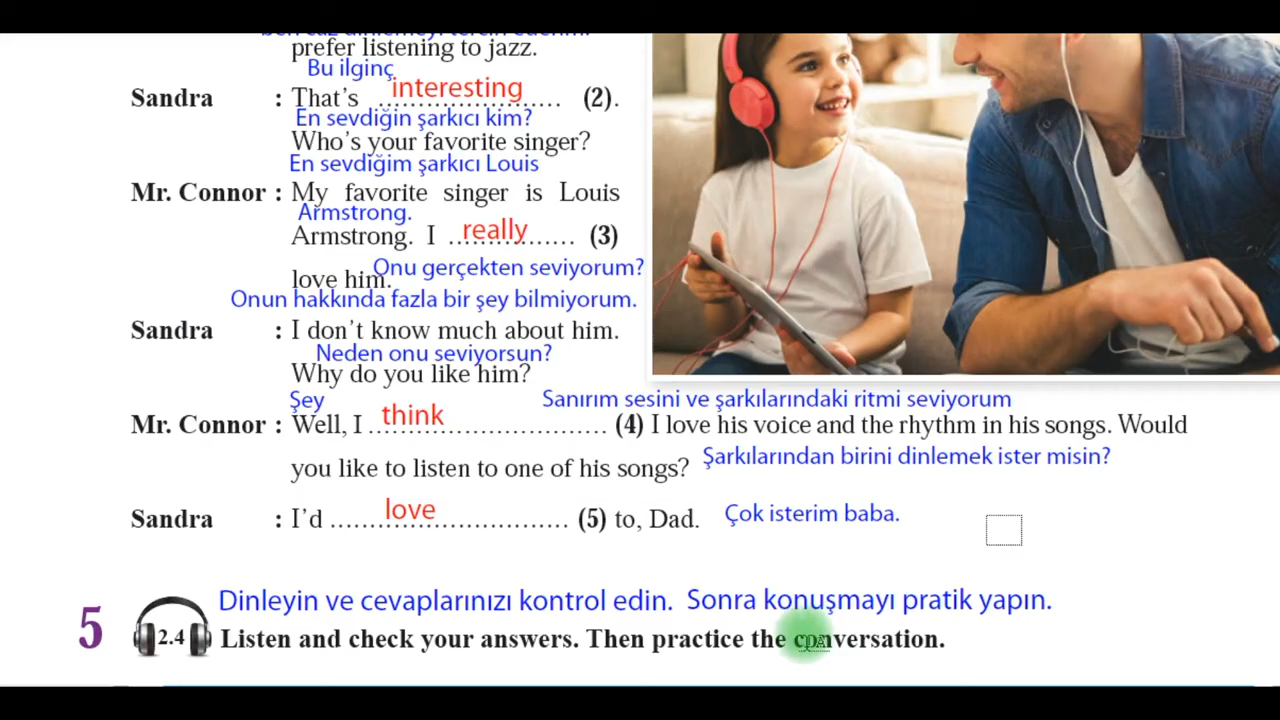 prefer listening to jazz.
Bu ilginç
interesting
Sandra : That's .......................... (2).
En sevdiğin şarkıcı kim?
Who's your favorite singer?
En sevdiğim şarkıcı Louis
Mr. Connor : My favorite singer is Louis
Armstrong.
really
Armstrong. I .................. (3)
Onu gerçekten seviyorum?
love him.
Onun hakkında fazla bir şey bilmiyorum.
Sandra : I don't know much about him.
Neden onu seviyorsun?
Why do you like him?
Şey
Sanırım sesini ve şarkılarındaki ritmi seviyorum
think
Mr. Connor : Well, I ................................. (4) I love his voice and the rhythm in his songs. Would
Şarkılarından birini dinlemek ister misin?
you like to listen to one of his songs?
love
Sandra : I'd ................................. (5) to, Dad.
Çok isterim baba.
Dinleyin ve cevaplarınızı kontrol edin. Sonra konuşmayı pratik yapın.
5 2.4 Listen and check your answers. Then practice the conversation.